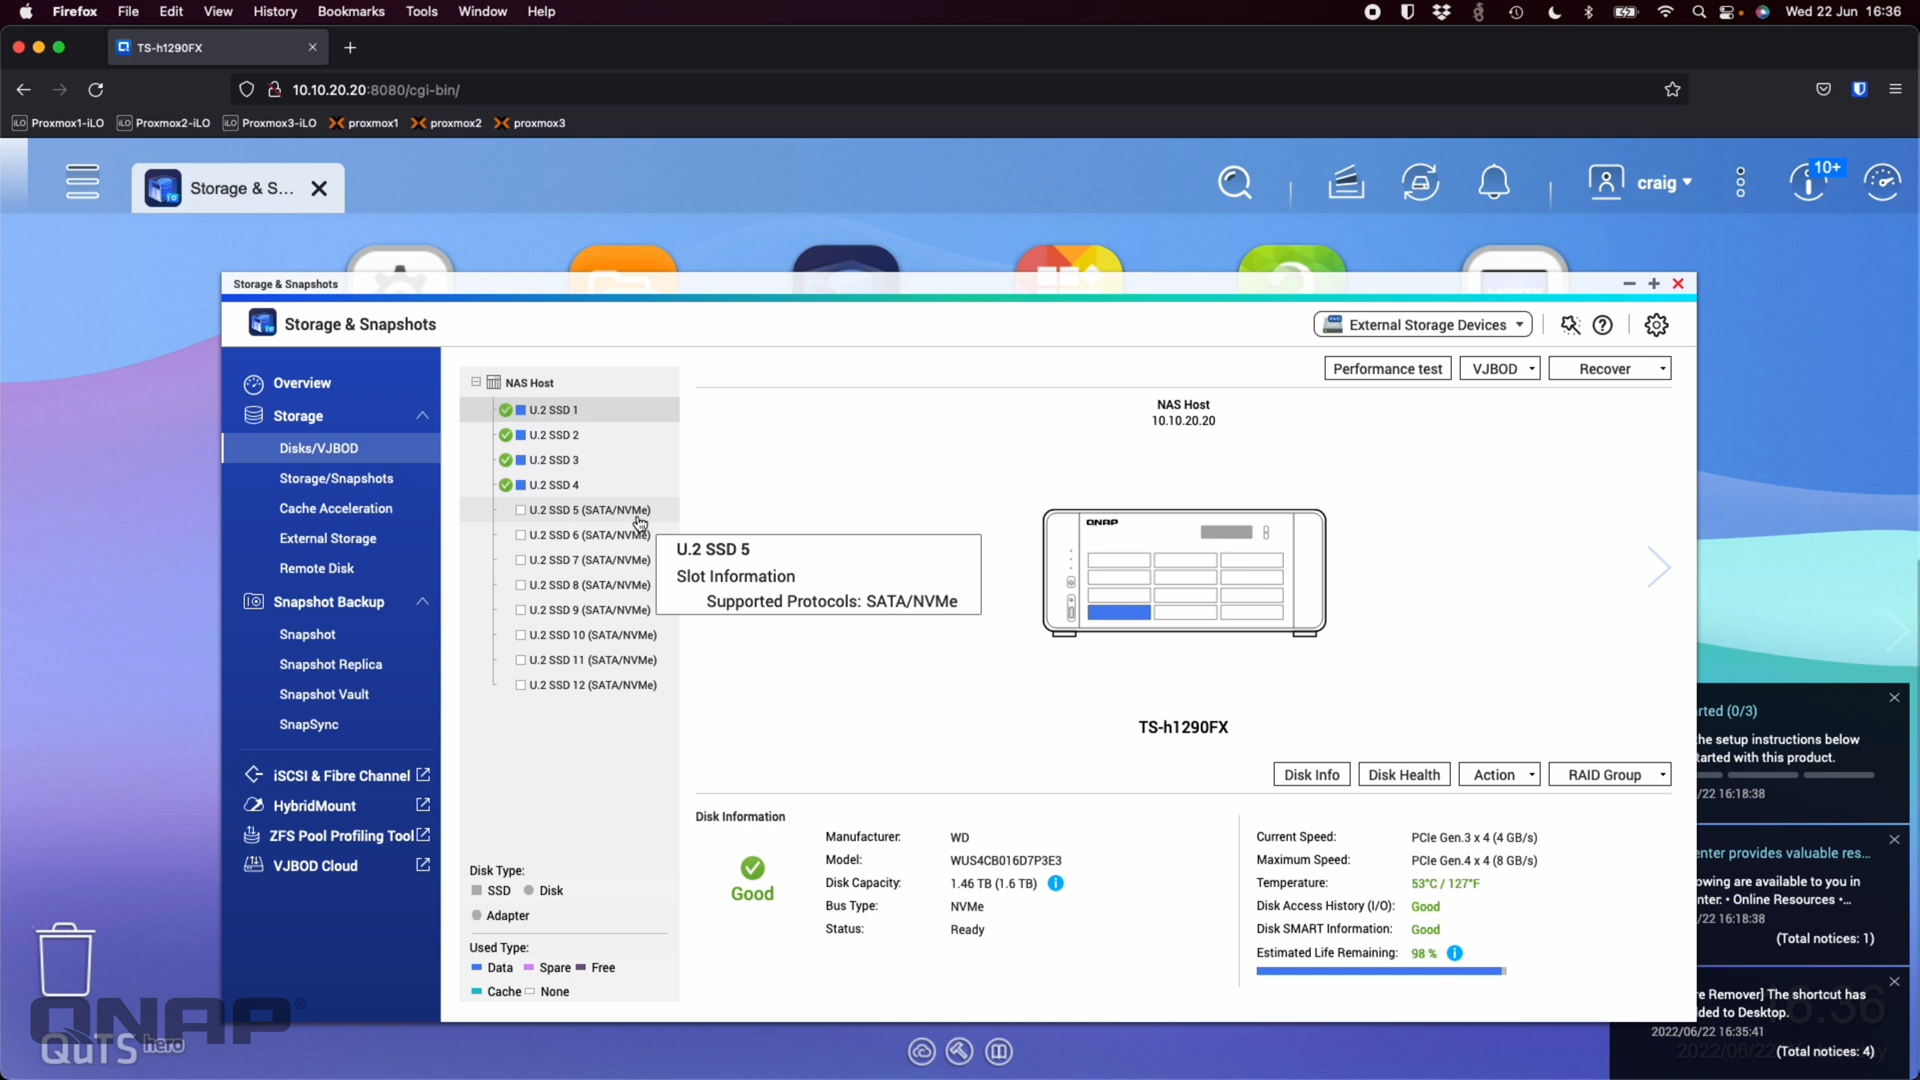 Firefox File Edit View History Bookmarks Tools Window Help Wed 22 Jun 16:36
TS-h1290FX
10.10.20.20:8080/cgi-bin/
iLO Proxmox1-iLO iLO Proxmox2-iLO iLO Proxmox3-iLO proxmox1 proxmox2 proxmox3
Storage & S... craig 10+
Storage & Snapshots
Storage & Snapshots External Storage Devices
Performance test VJBOD Recover
Overview
Storage
Disks/VJBOD
Storage/Snapshots
Cache Acceleration
External Storage
Remote Disk
Snapshot Backup
Snapshot
Snapshot Replica
Snapshot Vault
SnapSync
iSCSI & Fibre Channel
HybridMount
ZFS Pool Profiling Tool
VJBOD Cloud
NAS Host
U.2 SSD 1
U.2 SSD 2
U.2 SSD 3
U.2 SSD 4
U.2 SSD 5 (SATA/NVMe)
U.2 SSD 6 (SATA/NVMe)
U.2 SSD 7 (SATA/NVMe)
U.2 SSD 8 (SATA/NVMe)
U.2 SSD 9 (SATA/NVMe)
U.2 SSD 10 (SATA/NVMe)
U.2 SSD 11 (SATA/NVMe)
U.2 SSD 12 (SATA/NVMe)
Disk Type:
SSD Disk
Adapter
Used Type:
Data Spare Free
Cache None
U.2 SSD 5
Slot Information
Supported Protocols: SATA/NVMe
NAS Host
10.10.20.20
QNAP
TS-h1290FX
Disk Info Disk Health Action RAID Group
Disk Information
Good
Manufacturer: WD
Model: WUS4CB016D7P3E3
Disk Capacity: 1.46 TB (1.6 TB)
Bus Type: NVMe
Status: Ready
Current Speed: PCIe Gen.3 x 4 (4 GB/s)
Maximum Speed: PCIe Gen.4 x 4 (8 GB/s)
Temperature: 53°C / 127°F
Disk Access History (I/O): Good
Disk SMART Information: Good
Estimated Life Remaining: 98 %
rted (0/3)
the setup instructions below
tarted with this product.
/22 16:18:38
enter provides valuable res...
owing are available to you in
nter: • Online Resources •...
/22 16:18:38
(Total notices: 1)
re Remover] The shortcut has
ded to Desktop.
2022/06/22 16:35:41
(Total notices: 4)
16:36
2022/06/22
QNAP®
QuTS hero